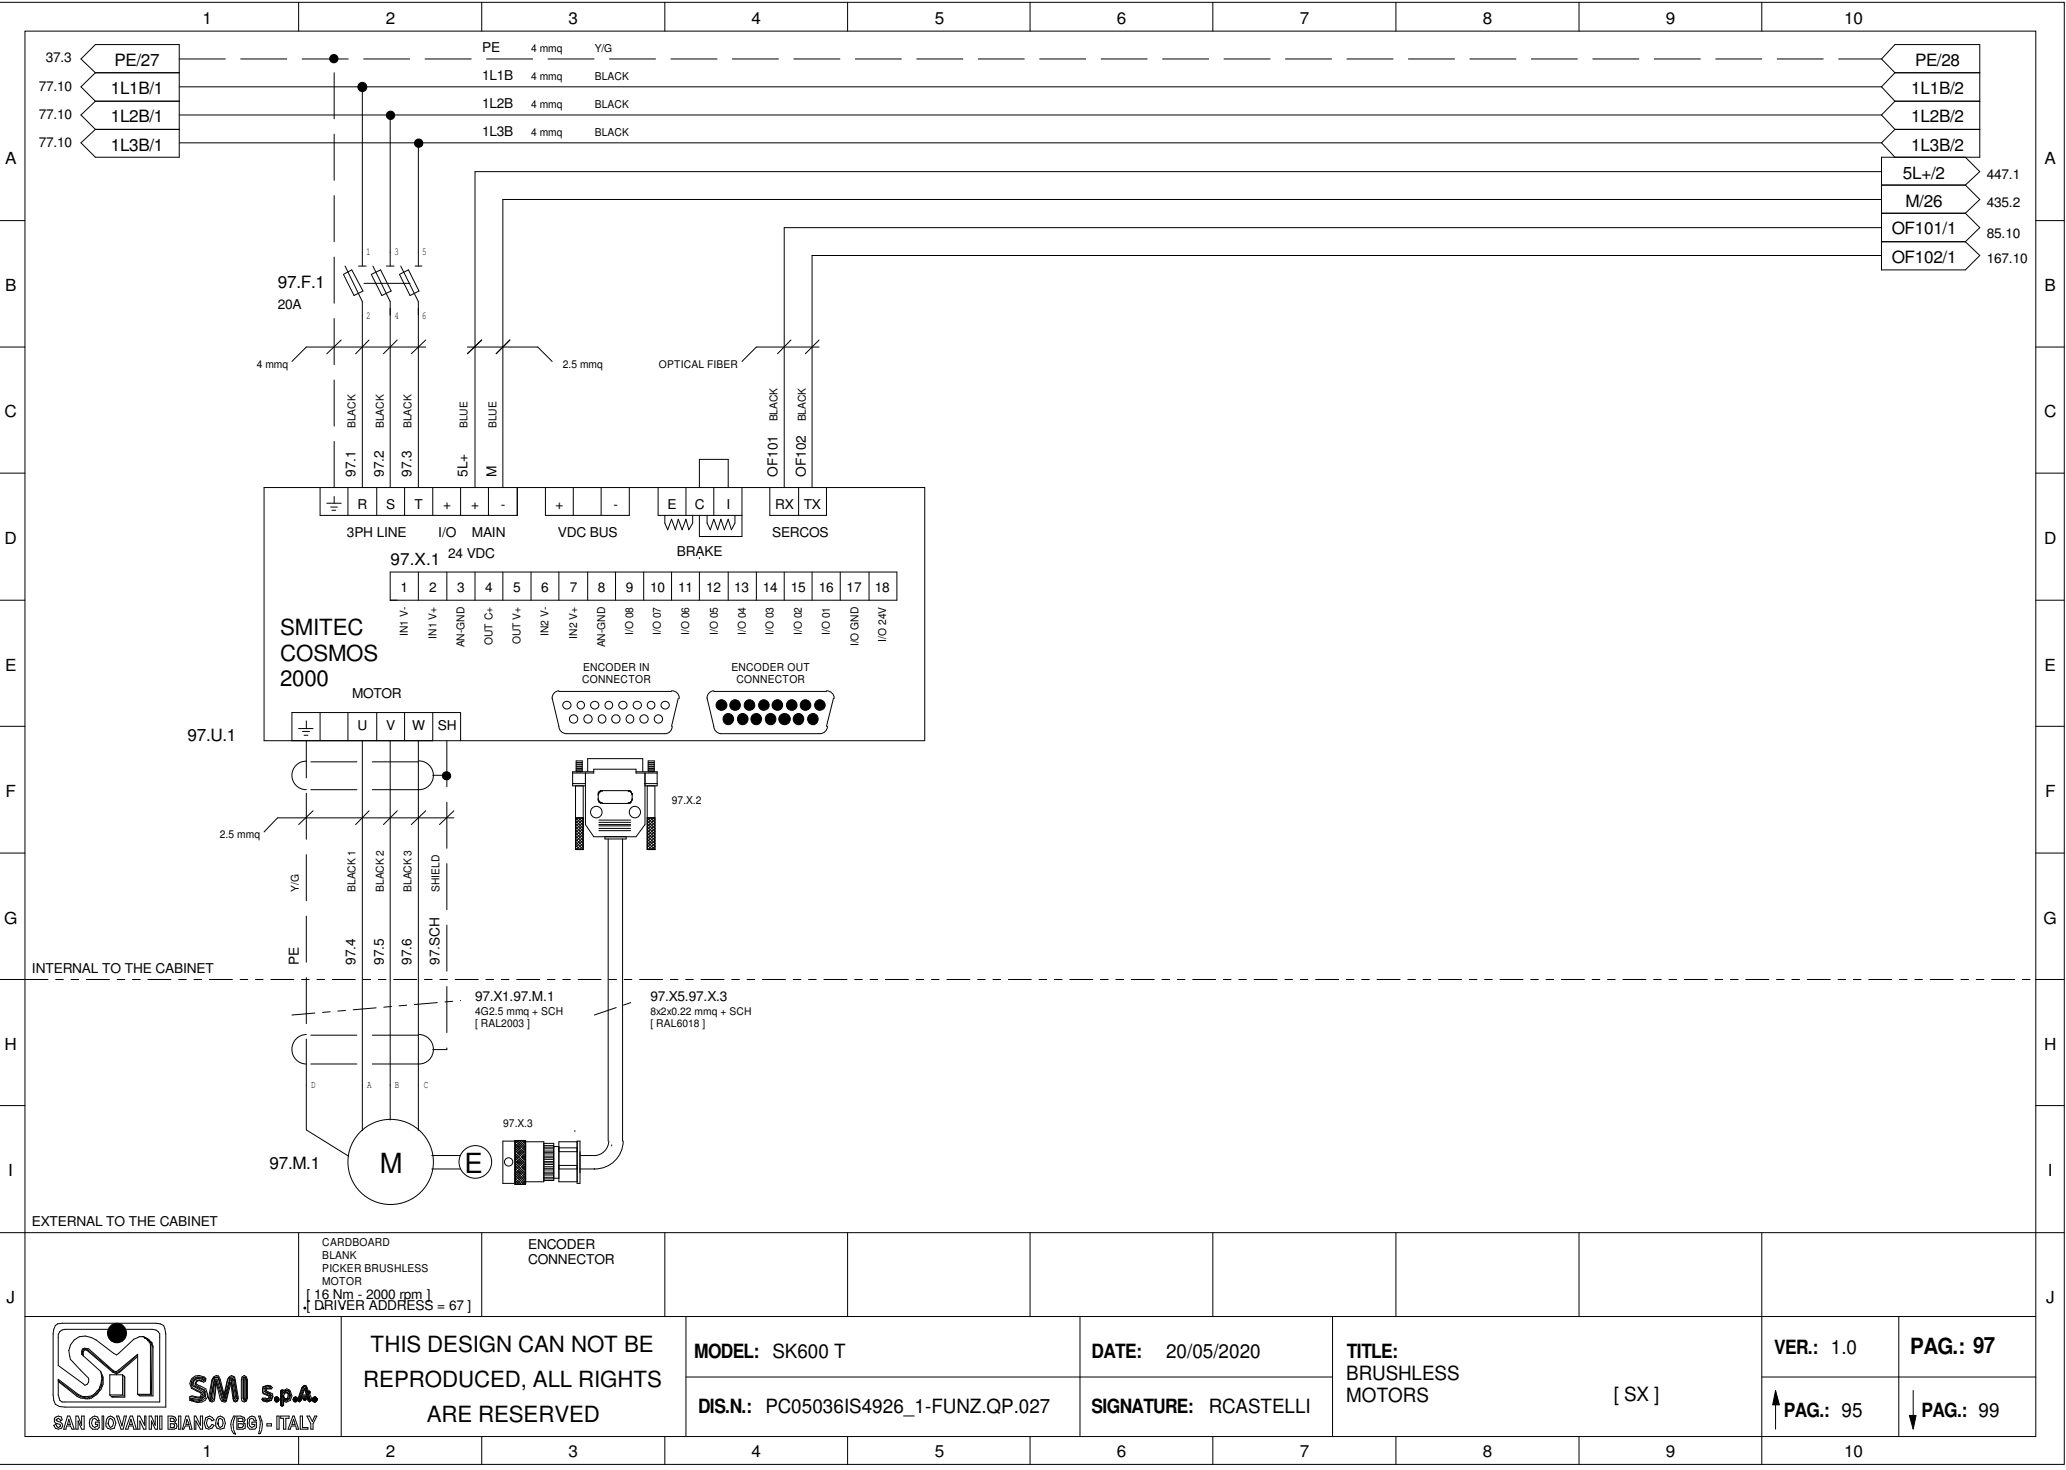 1 2 3 4 5 6 7 8 9 10
37.3 PE/27 PE 4 mmq Y/G PE/28
77.10 1L1B/1 1L1B 4 mmq BLACK 1L1B/2
77.10 1L2B/1 1L2B 4 mmq BLACK 1L2B/2
77.10 1L3B/1 1L3B 4 mmq BLACK 1L3B/2
A A
5L+/2 447.1
M/26 435.2
OF101/1 85.10
OF102/1 167.10
1 3 5
97.F.1
B B
20A
2 4 6
4 mmq 2.5 mmq OPTICAL FIBER
BLACK BLACK BLACK BLUE BLUE BLACK BLACK
C C
97.1 97.2 97.3 5L+ M OF101 OF102
R S T + + - + - E C I RX TX
3PH LINE I/O MAIN VDC BUS SERCOS
D D
24 VDC BRAKE
97.X.1
1 2 3 4 5 6 7 8 9 10 11 12 13 14 15 16 17 18
IN1 V- IN1 V+ AN-GND OUT C+ OUT V+ IN2 V- IN2 V+ AN-GND I/O 08 I/O 07 I/O 06 I/O 05 I/O 04 I/O 03 I/O 02 I/O 01 I/O GND I/O 24V
SMITEC
COSMOS
2000
E E
ENCODER IN
CONNECTOR
ENCODER OUT
CONNECTOR
MOTOR
U V W SH
97.U.1
F F
97.X.2
2.5 mmq
Y/G BLACK 1 BLACK 2 BLACK 3 SHIELD
G G
PE 97.4 97.5 97.6 97.SCH
INTERNAL TO THE CABINET
97.X1.97.M.1
4G2.5 mmq + SCH
[ RAL2003 ]
97.X5.97.X.3
8x2x0.22 mmq + SCH
[ RAL6018 ]
H H
D A B C
97.X.3
97.M.1 M E
I I
EXTERNAL TO THE CABINET
CARDBOARD
BLANK
PICKER BRUSHLESS
MOTOR
[ 16 Nm - 2000 rpm ]
[ DRIVER ADDRESS = 67 ]
ENCODER
CONNECTOR
J J
SMI S.p.A.
SAN GIOVANNI BIANCO (BG) - ITALY
THIS DESIGN CAN NOT BE
REPRODUCED, ALL RIGHTS
ARE RESERVED
MODEL: SK600 T
DIS.N.: PC05036IS4926_1-FUNZ.QP.027
DATE: 20/05/2020
SIGNATURE: RCASTELLI
TITLE:
BRUSHLESS
MOTORS
[ SX ]
VER.: 1.0 PAG.: 97
PAG.: 95 PAG.: 99
1 2 3 4 5 6 7 8 9 10